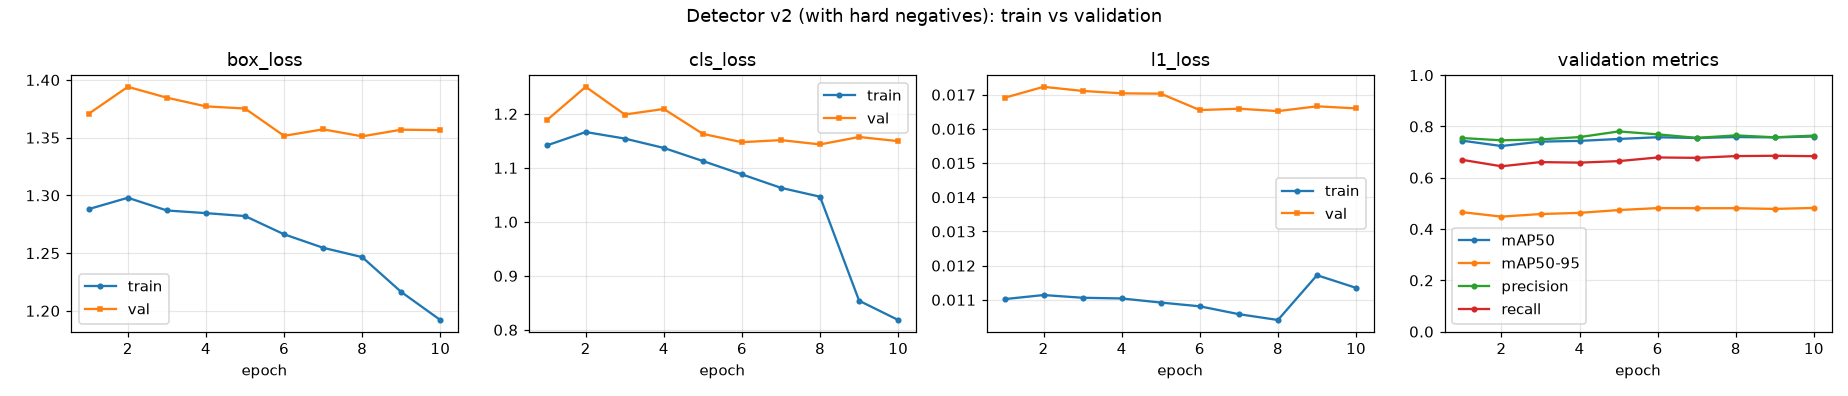 Detector v2 (with hard negatives): train vs validation
box_loss
1.40
1.35
1.30
1.25
1.20
train
val
2 4 6 8 10
epoch
cls_loss
1.2
1.1
1.0
0.9
0.8
train
val
2 4 6 8 10
epoch
l1_loss
0.017
0.016
0.015
0.014
0.013
0.012
0.011
train
val
2 4 6 8 10
epoch
validation metrics
1.0
0.8
0.6
0.4
0.2
0.0
mAP50
mAP50-95
precision
recall
2 4 6 8 10
epoch